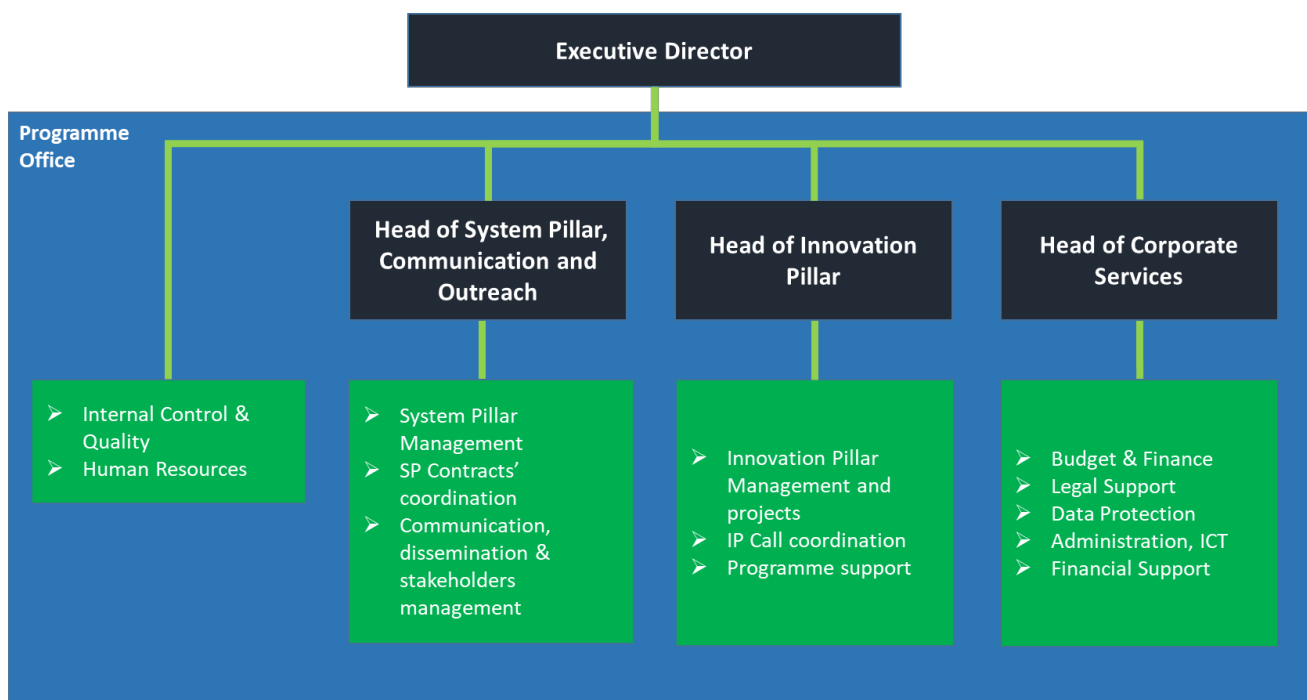 Executive Director
Programme
Office
Head of System Pillar,
Communication and
Outreach
Head of Innovation
Pillar
Head of Corporate
Services
➢ Internal Control &
Quality
➢ Human Resources
➢ System Pillar
Management
➢ SP Contracts’
coordination
➢ Communication,
dissemination &
stakeholders
management
➢ Innovation Pillar
Management and
projects
➢ IP Call coordination
➢ Programme support
➢ Budget & Finance
➢ Legal Support
➢ Data Protection
➢ Administration, ICT
➢ Financial Support